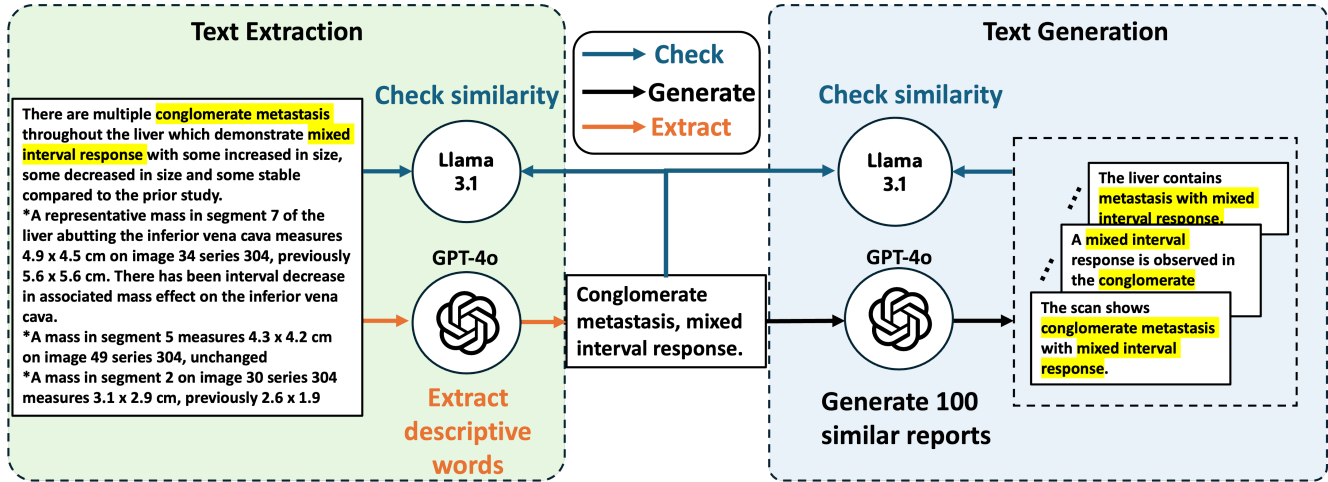 Text Extraction
There are multiple conglomerate metastasis
throughout the liver which demonstrate mixed
interval response with some increased in size,
some decreased in size and some stable
compared to the prior study.
*A representative mass in segment 7 of the
liver abutting the inferior vena cava measures
4.9 x 4.5 cm on image 34 series 304, previously
5.6 x 5.6 cm. There has been interval decrease
in associated mass effect on the inferior vena
cava.
*A mass in segment 5 measures 4.3 x 4.2 cm
on image 49 series 304, unchanged
*A mass in segment 2 on image 30 series 304
measures 3.1 x 2.9 cm, previously 2.6 x 1.9
Check similarity
Llama
3.1
GPT-4o
Extract
descriptive
words
Check
Generate
Extract
Conglomerate
metastasis, mixed
interval response.
Text Generation
Check similarity
Llama
3.1
GPT-4o
Generate 100
similar reports
The liver contains
metastasis with mixed
interval response.
A mixed interval
response is observed in
the conglomerate
The scan shows
conglomerate metastasis
with mixed interval
response.